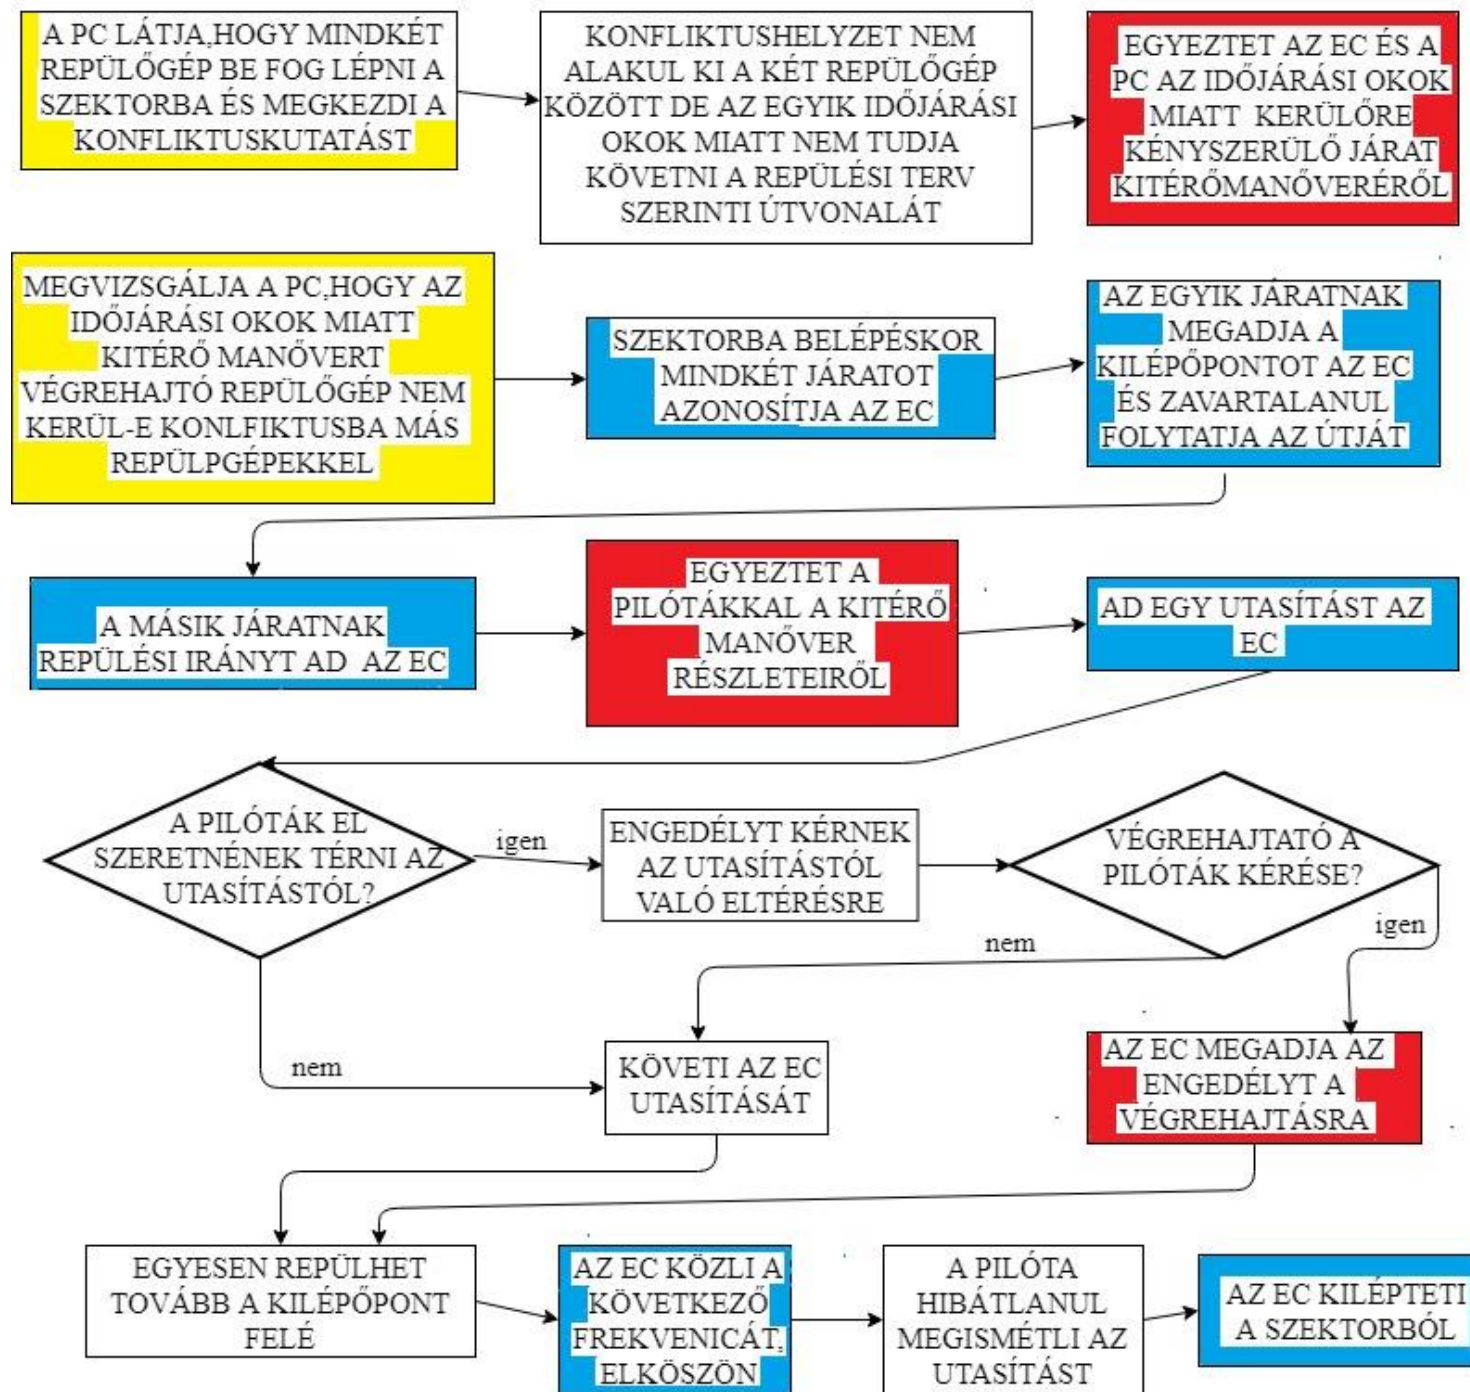 A PC LÁTJA,HOGY MINDKÉT
REPÜLŐGÉP BE FOG LÉPNI A
SZEKTORBA ÉS MEGKEZDI A
KONFLIKTUSKUTATÁST
KONFLIKTUSHELYZET NEM
ALAKUL KI A KÉT REPÜLŐGÉP
KÖZÖTT DE AZ EGYIK IDŐJÁRÁSI
OKOK MIATT NEM TUDJA
KÖVETNI A REPÜLÉSI TERV
SZERINTI ÚTVONALÁT
EGYEZTET AZ EC ÉS A
PC AZ IDŐJÁRÁSI OKOK
MIATT KERÜLŐRE
KÉNYSZERÜLŐ JÁRAT
KITÉRŐMANŐVERÉRŐL
MEGVIZSGÁLJA A PC,HOGY AZ
IDŐJÁRÁSI OKOK MIATT
KITÉRŐ MANŐVERT
VÉGREHAJTÓ REPÜLŐGÉP NEM
KERÜL-E KONLFIKTUSBA MÁS
REPÜLPGÉPEKKEL
SZEKTORBA BELÉPÉSKOR
MINDKÉT JÁRATOT
AZONOSÍTJA AZ EC
AZ EGYIK JÁRATNAK
MEGADJA A
KILÉPŐPONTOT AZ EC
ÉS ZAVARTALANUL
FOLYTATJA AZ ÚTJÁT
A MÁSIK JÁRATNAK
REPÜLÉSI IRÁNYT AD AZ EC
EGYEZTET A
PILÓTÁKKAL A KITÉRŐ
MANŐVER
RÉSZLETEIRŐL
AD EGY UTASÍTÁST AZ
EC
A PILÓTÁK EL
SZERETNÉNEK TÉRNI AZ
UTASÍTÁSTÓL?
igen
ENGEDÉLYT KÉRNEK
AZ UTASÍTÁSTÓL
VALÓ ELTÉRÉSRE
VÉGREHAJTATÓ A
PILÓTÁK KÉRÉSE?
nem
igen
nem
KÖVETI AZ EC
UTASÍTÁSÁT
AZ EC MEGADJA AZ
ENGEDÉLYT A
VÉGREHAJTÁSRA
EGYESEN REPÜLHET
TOVÁBB A KILÉPŐPONT
FELÉ
AZ EC KÖZLI A
KÖVETKEZŐ
FREKVENICÁT,
ELKÖSZÖN
A PILÓTA
HIBÁTLANUL
MEGISMÉTLI AZ
UTASÍTÁST
AZ EC KILÉPTETI
A SZEKTORBÓL